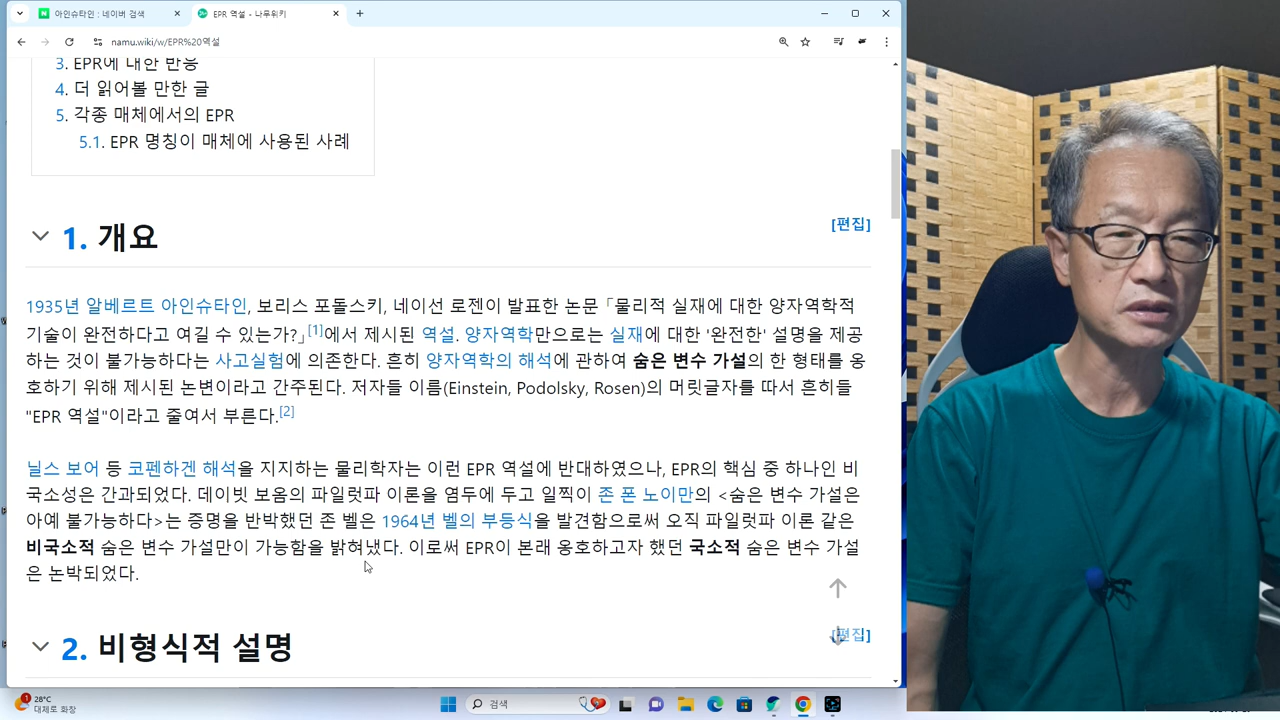 아인슈타인 : 네이버 검색
EPR 역설 - 나무위키
namu.wiki/w/EPR%20역설
3. EPR에 대한 반응
4. 더 읽어볼 만한 글
5. 각종 매체에서의 EPR
5.1. EPR 명칭이 매체에 사용된 사례
1. 개요
[편집]
1935년 알베르트 아인슈타인, 보리스 포돌스키, 네이선 로젠이 발표한 논문 「물리적 실재에 대한 양자역학적
기술이 완전하다고 여길 수 있는가?」[1]에서 제시된 역설. 양자역학만으로는 실재에 대한 '완전한' 설명을 제공
하는 것이 불가능하다는 사고실험에 의존한다. 흔히 양자역학의 해석에 관하여 숨은 변수 가설의 한 형태를 옹
호하기 위해 제시된 논변이라고 간주된다. 저자들 이름(Einstein, Podolsky, Rosen)의 머릿글자를 따서 흔히들
"EPR 역설"이라고 줄여서 부른다.[2]
닐스 보어 등 코펜하겐 해석을 지지하는 물리학자는 이런 EPR 역설에 반대하였으나, EPR의 핵심 중 하나인 비
국소성은 간과되었다. 데이빗 보옴의 파일럿파 이론을 염두에 두고 일찍이 존 폰 노이만의 <숨은 변수 가설은
아예 불가능하다>는 증명을 반박했던 존 벨은 1964년 벨의 부등식을 발견함으로써 오직 파일럿파 이론 같은
비국소적 숨은 변수 가설만이 가능함을 밝혀냈다. 이로써 EPR이 본래 옹호하고자 했던 국소적 숨은 변수 가설
은 논박되었다.
2. 비형식적 설명
[편집]
1
28°C
대체로 화창
검색